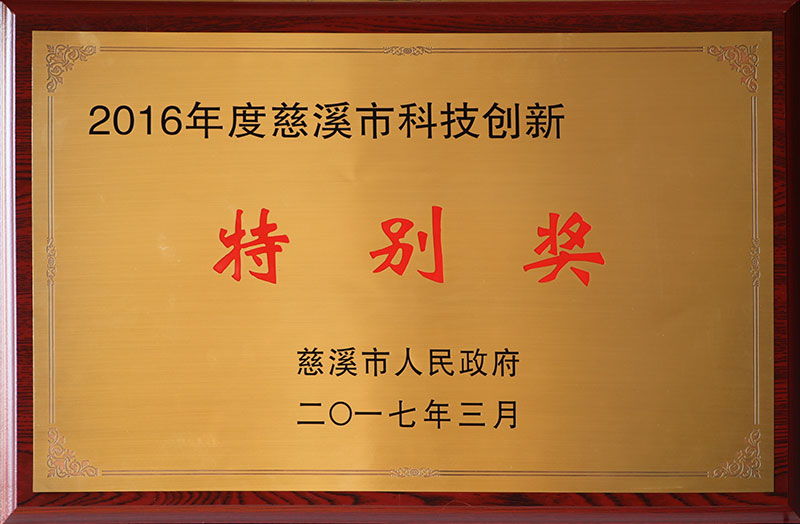 2016年度慈溪市科技创新
特别奖
慈溪市人民政府
二〇一七年三月